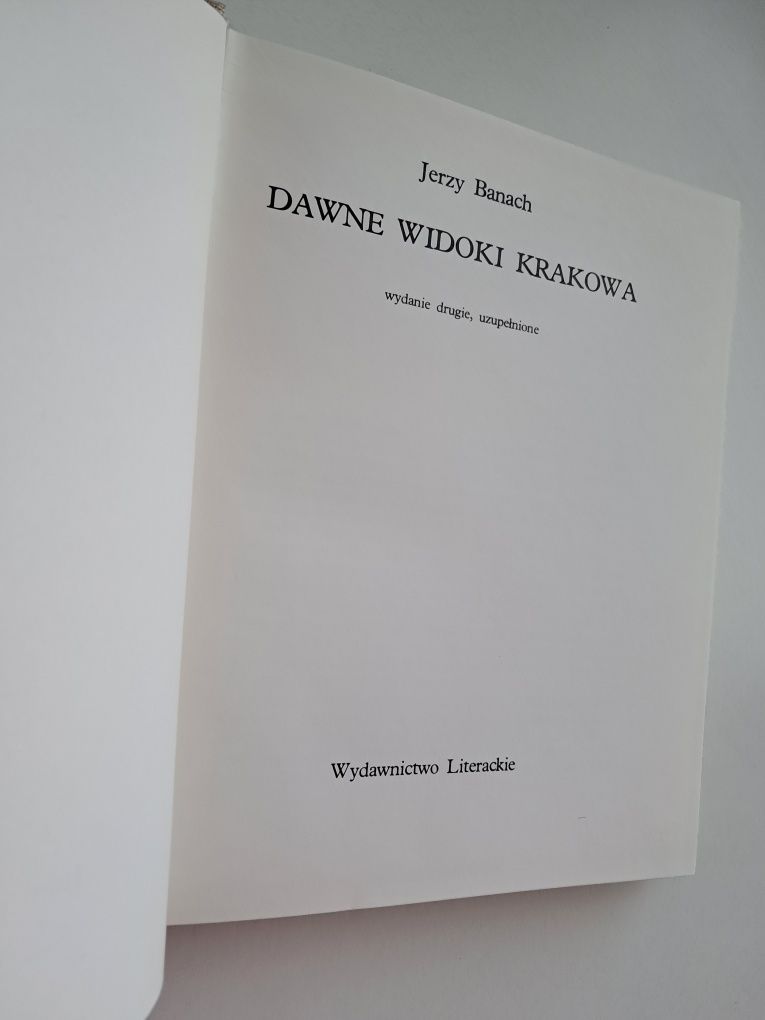 Jerzy Banach
DAWNE WIDOKI KRAKOWA
wydanie drugie, uzupełnione
Wydawnictwo Literackie